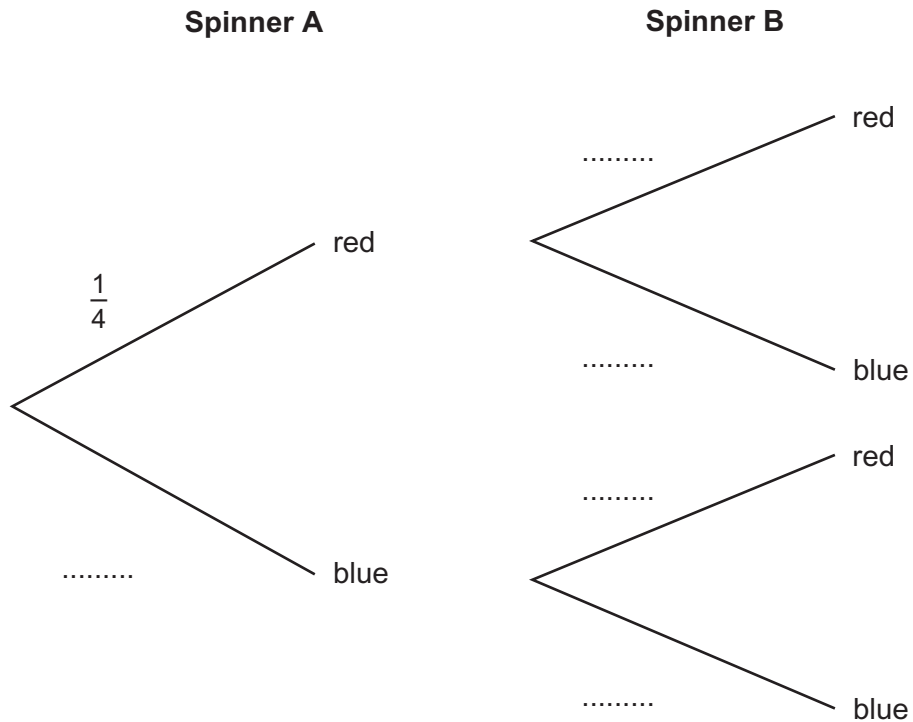 Spinner A
Spinner B
red
.........
red
1/4
.........
blue
red
.........
.........
blue
.........
blue